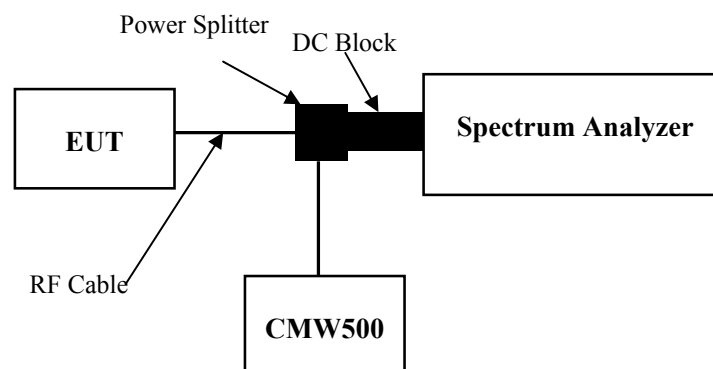 Power Splitter
DC Block
EUT
Spectrum Analyzer
RF Cable
CMW500